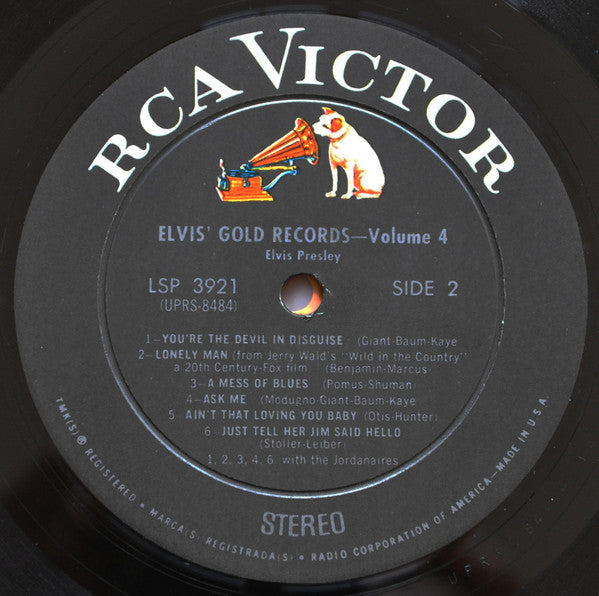 RCA VICTOR
ELVIS' GOLD RECORDS—Volume 4
Elvis Presley
LSP 3921
(UPRS-8484)
SIDE 2
1—YOU'RE THE DEVIL IN DISGUISE (Giant-Baum-Kaye
2—LONELY MAN (from Jerry Wald's "Wild in the Country"
a 20th Century-Fox film (Benjamin-Marcus)
3—A MESS OF BLUES (Pomus-Shuman)
4—ASK ME (Modugno-Giant-Baum-Kaye
5—AIN'T THAT LOVING YOU BABY (Otis-Hunter)
6—JUST TELL HER JIM SAID HELLO
(Stoller-Leiber)
1, 2, 3, 4, 6, with the Jordanaires
STEREO
TMK(S) ® REGISTERED • MARCA(S) REGISTRADA(S) • RADIO CORPORATION OF AMERICA—MADE IN U.S.A.